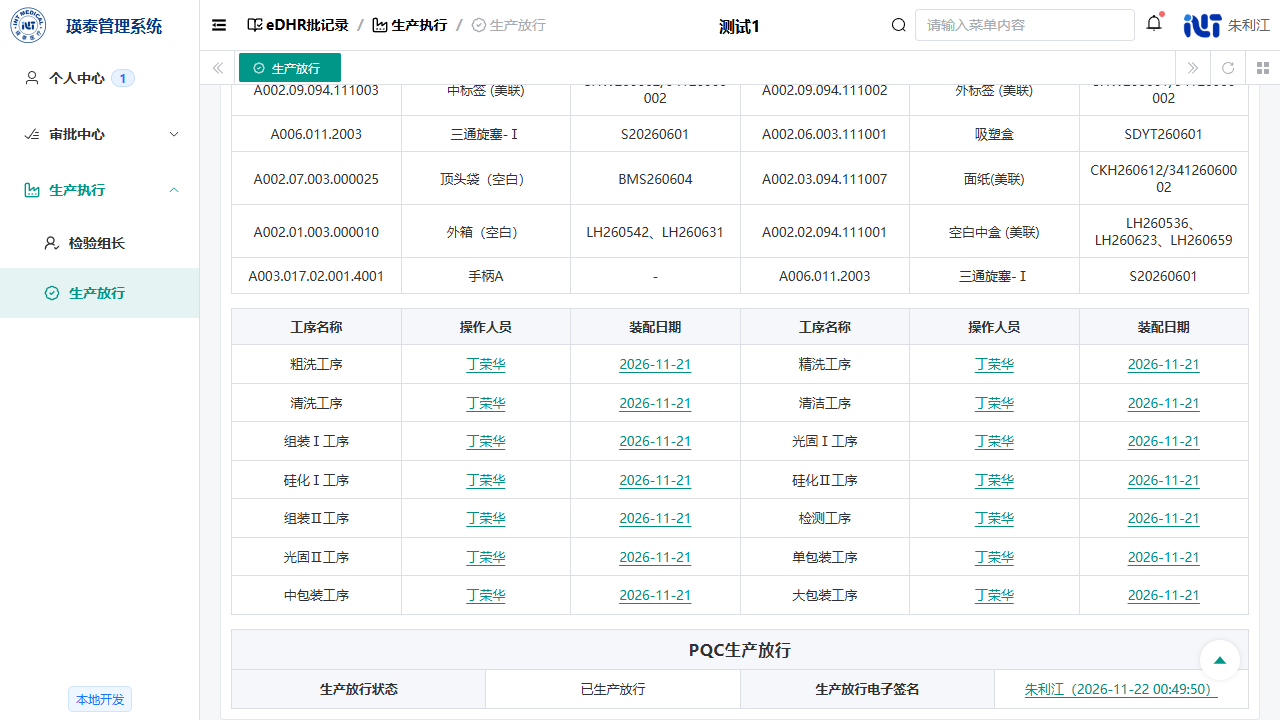 瑛泰管理系统
eDHR批记录 / 生产执行 / 生产放行
测试1
请输入菜单内容
朱利江
个人中心 1
审批中心
生产执行
检验组长
生产放行
本地开发
生产放行
A002.09.094.111003 中标签 (美联) 002 A002.09.094.111002 外标签 (美联) 002
A006.011.2003 三通旋塞-Ⅰ S20260601 A002.06.003.111001 吸塑盒 SDYT260601
A002.07.003.000025 顶头袋（空白） BMS260604 A002.03.094.111007 面纸(美联) CKH260612/34126060002
A002.01.003.000010 外箱（空白） LH260542、LH260631 A002.02.094.111001 空白中盒 (美联) LH260536、LH260623、LH260659
A003.017.02.001.4001 手柄A - A006.011.2003 三通旋塞-Ⅰ S20260601
工序名称 操作人员 装配日期 工序名称 操作人员 装配日期
粗洗工序 丁荣华 2026-11-21 精洗工序 丁荣华 2026-11-21
清洗工序 丁荣华 2026-11-21 清洁工序 丁荣华 2026-11-21
组装Ⅰ工序 丁荣华 2026-11-21 光固Ⅰ工序 丁荣华 2026-11-21
硅化Ⅰ工序 丁荣华 2026-11-21 硅化Ⅱ工序 丁荣华 2026-11-21
组装Ⅱ工序 丁荣华 2026-11-21 检测工序 丁荣华 2026-11-21
光固Ⅱ工序 丁荣华 2026-11-21 单包装工序 丁荣华 2026-11-21
中包装工序 丁荣华 2026-11-21 大包装工序 丁荣华 2026-11-21
PQC生产放行
生产放行状态 已生产放行 生产放行电子签名 朱利江（2026-11-22 00:49:50）